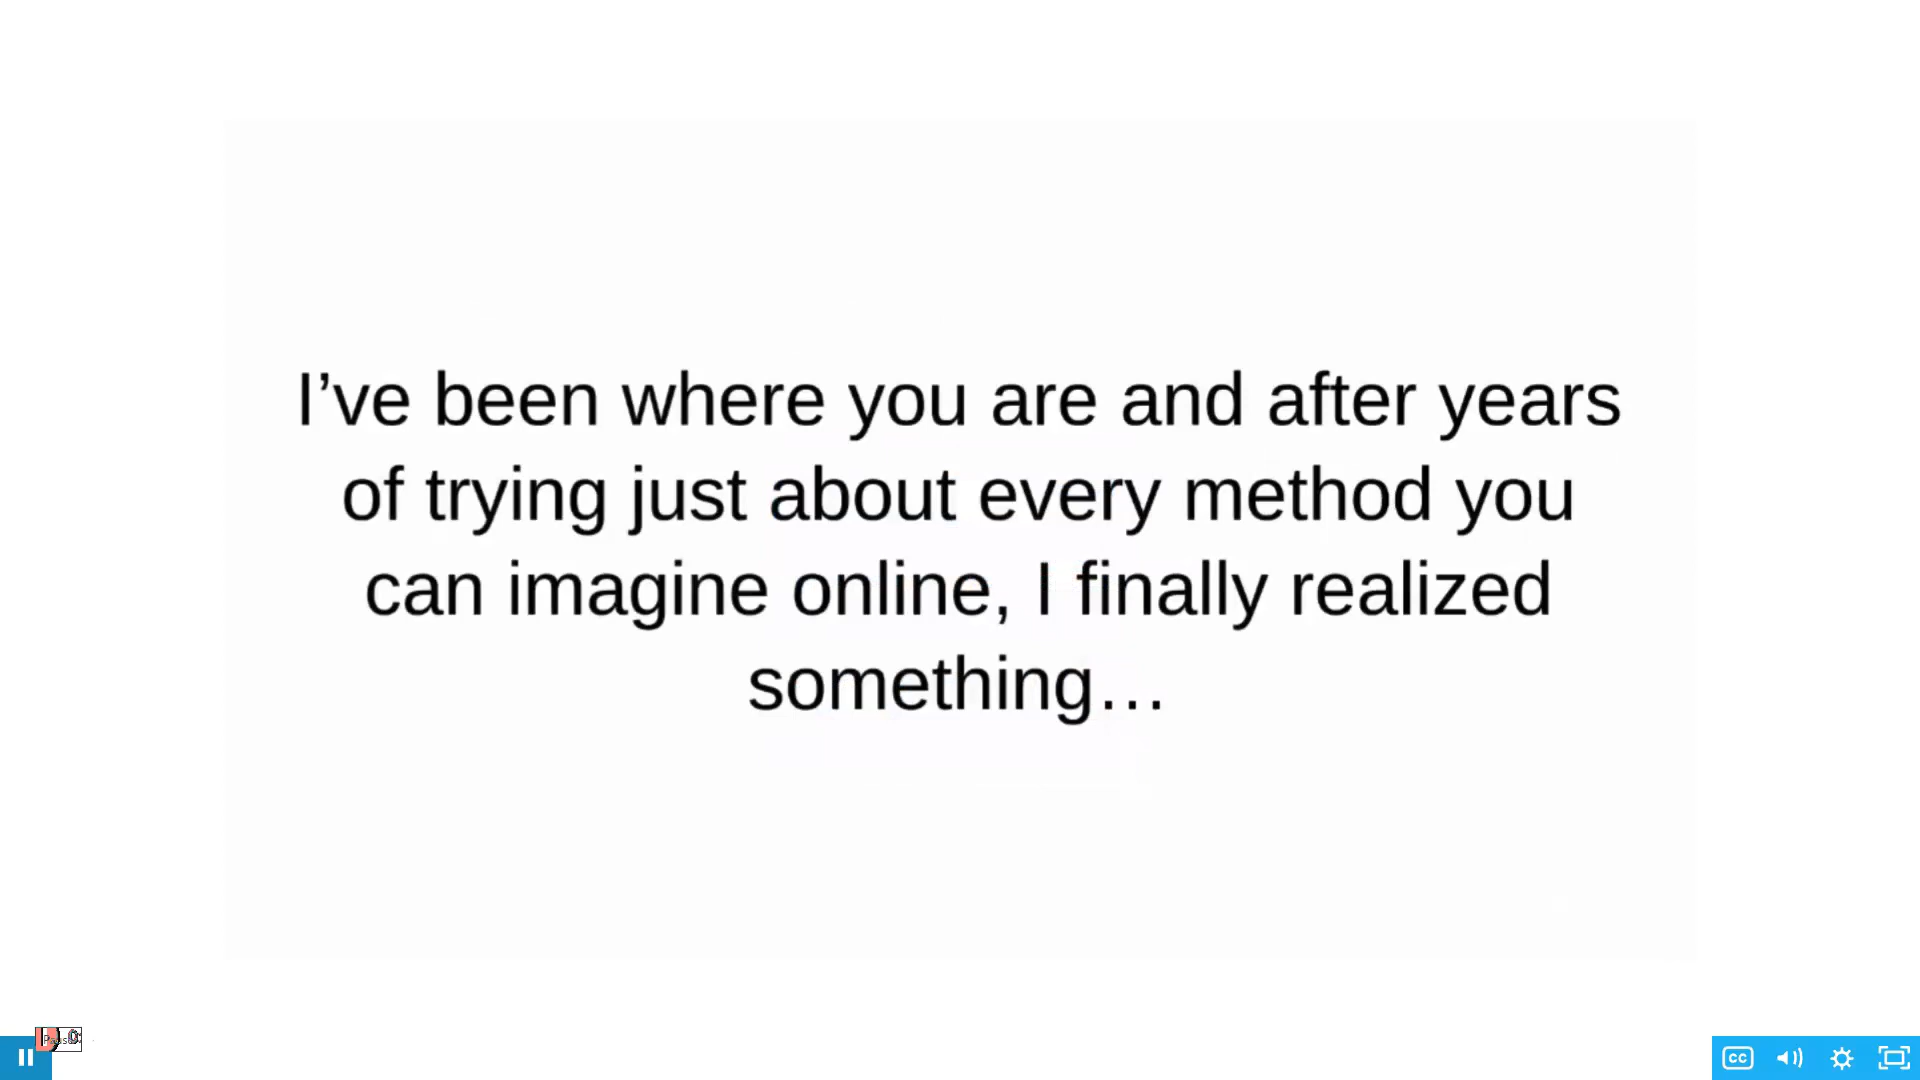 I’ve been where you are and after years
of trying just about every method you
can imagine online, I finally realized
something…
CC